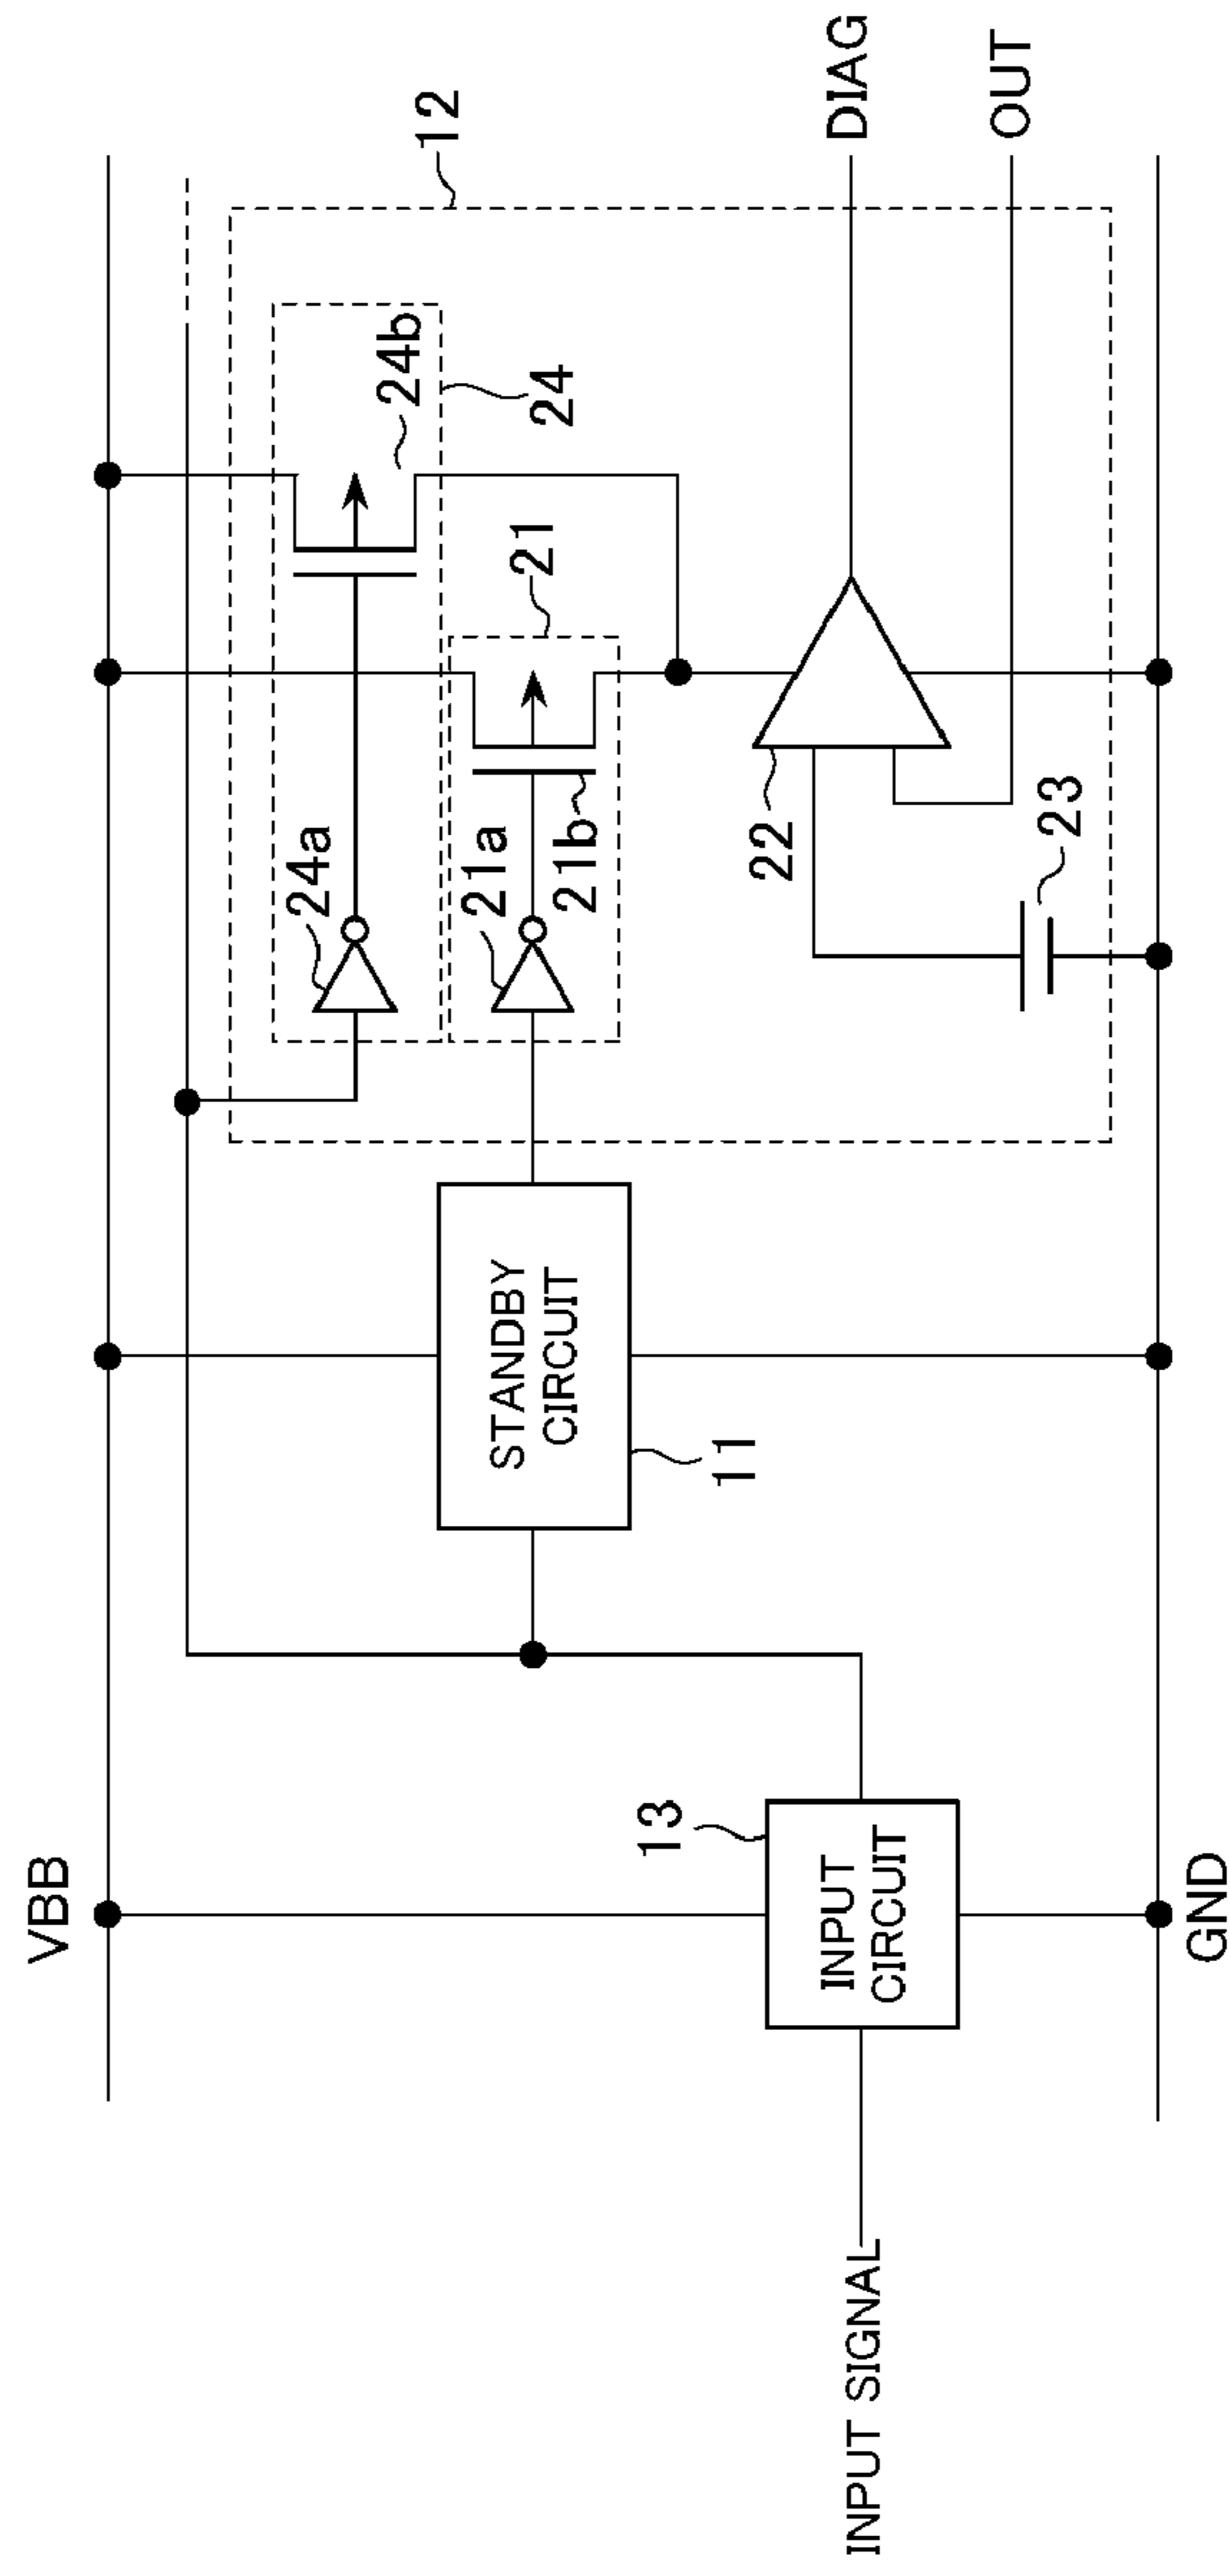 VBB
12
DIAG
OUT
24b
24
21
24a
21a
21b
22
23
STANDBY
CIRCUIT
11
13
INPUT
CIRCUIT
GND
INPUT SIGNAL